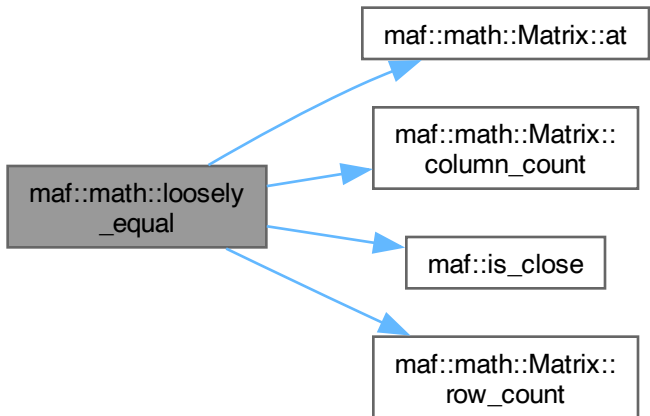 maf::math::Matrix::at
maf::math::Matrix::
column_count
maf::math::loosely
_equal
maf::is_close
maf::math::Matrix::
row_count